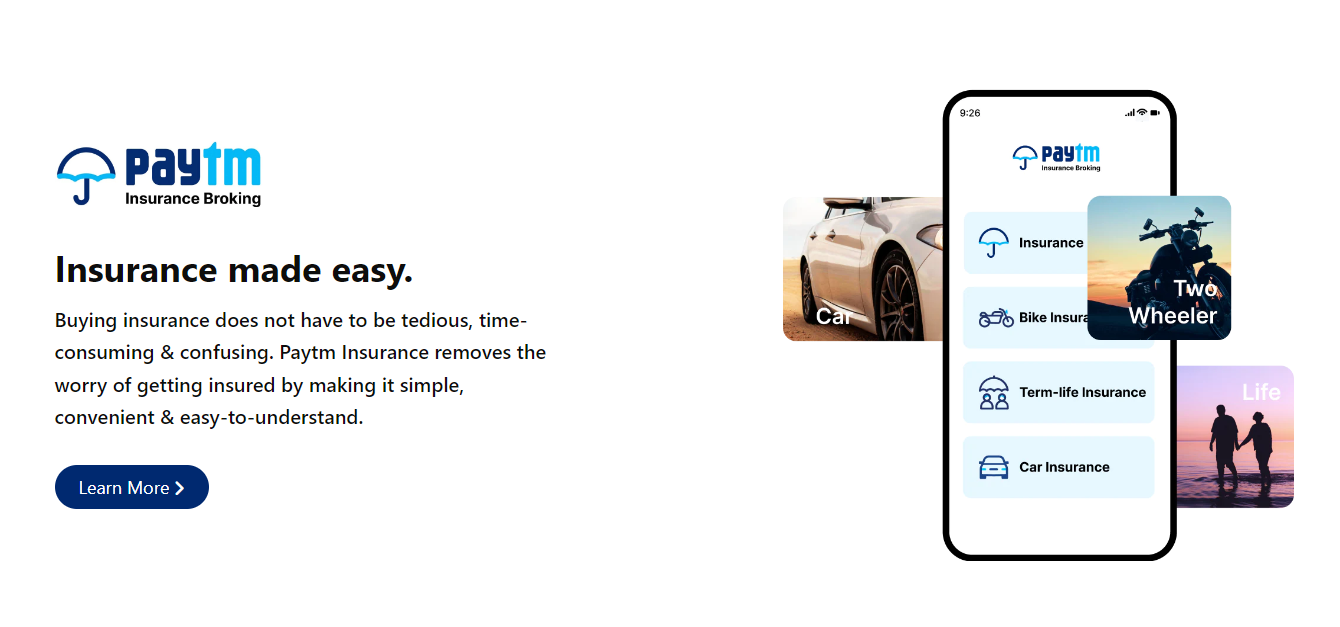 paytm
Insurance Broking
Insurance made easy.
Buying insurance does not have to be tedious, time-
consuming & confusing. Paytm Insurance removes the
worry of getting insured by making it simple,
convenient & easy-to-understand.
Learn More
9:26
paytm
Insurance Broking
Insurance
Bike Insura
Term-life Insurance
Car Insurance
Car
Two
Wheeler
Life